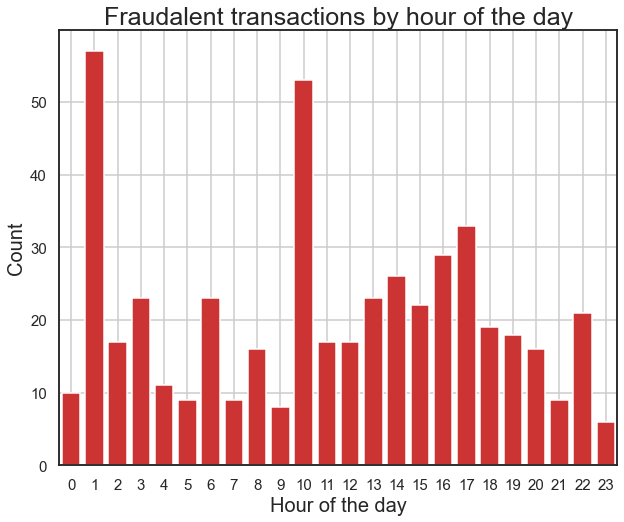 Fraudalent transactions by hour of the day
50
40
30
20
10
0
Count
0 1 2 3 4 5 6 7 8 9 10 11 12 13 14 15 16 17 18 19 20 21 22 23
Hour of the day